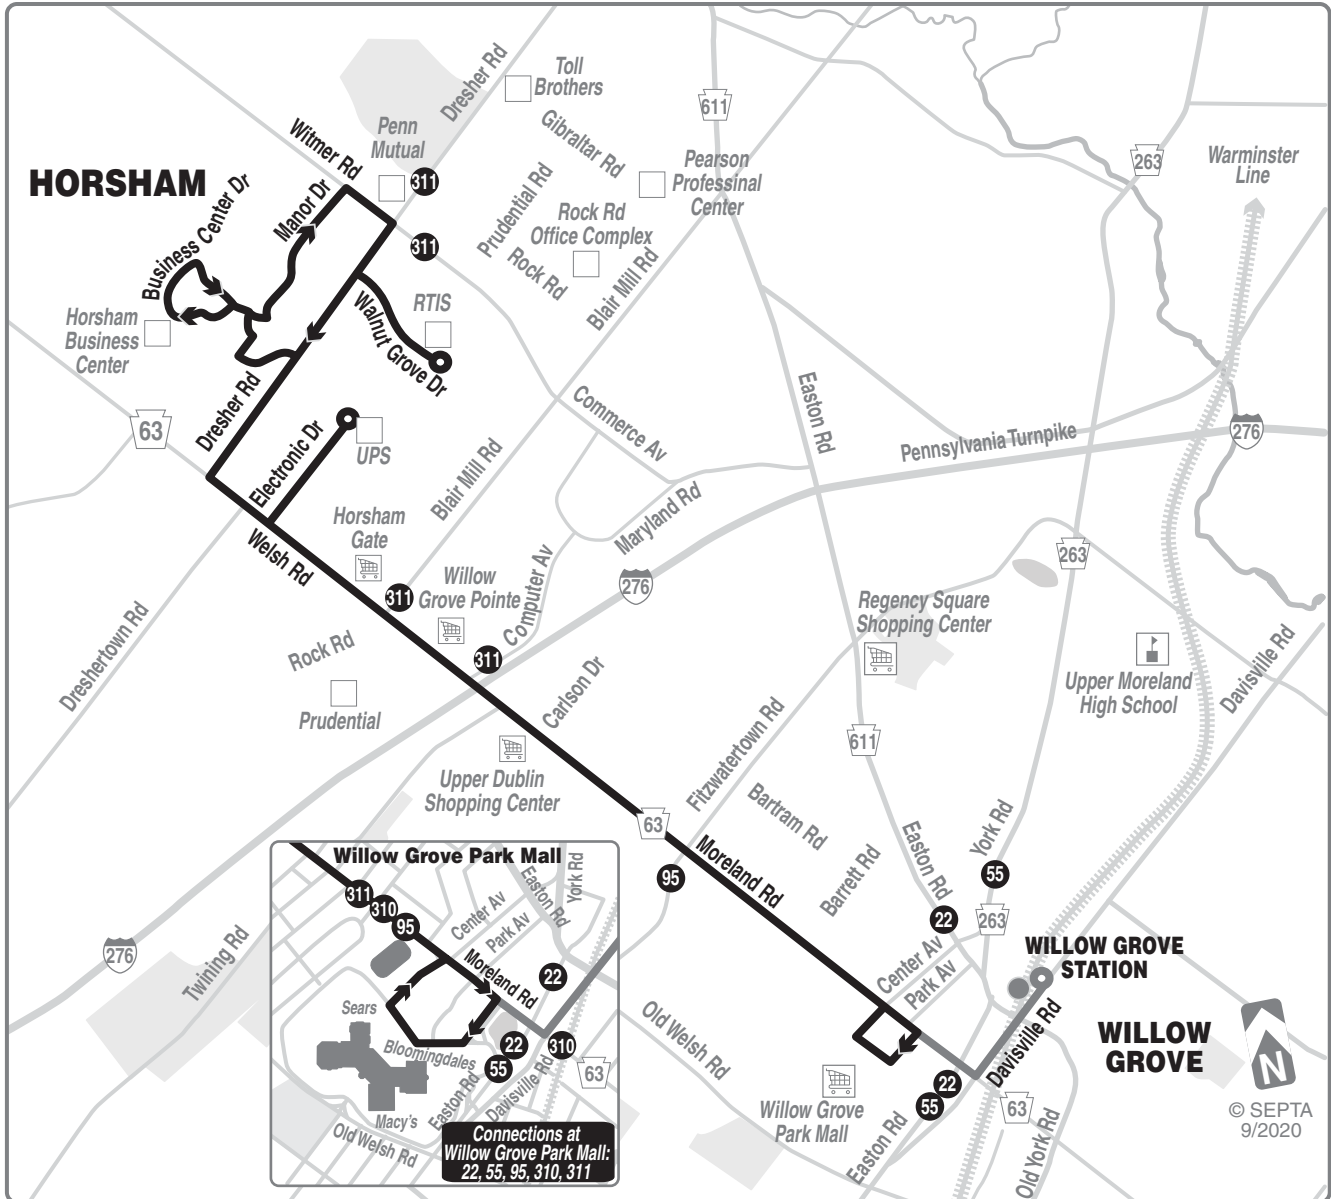 Toll
Brothers
Dresher Rd
611
Penn
Mutual
Gibraltar Rd
Witmer Rd
Pearson
Professinal
Center
263
Warminster
Line
HORSHAM
311
Manor Dr
Business Center Dr
Prudential Rd
Rock Rd
Office Complex
311
Rock Rd
Blair Mill Rd
RTIS
Walnut Grove Dr
Horsham
Business
Center
Dresher Rd
63
Electronic Dr
UPS
Commerce Av
Easton Rd
Pennsylvania Turnpike
276
Blair Mill Rd
Maryland Rd
Horsham
Gate
Welsh Rd
263
276
Willow
Grove Pointe
Computer Av
311
Regency Square
Shopping Center
Dreshertown Rd
Rock Rd
311
Upper Moreland
High School
Davisville Rd
Prudential
Carlson Dr
Fitzwatertown Rd
611
Upper Dublin
Shopping Center
Bartram Rd
63
Moreland Rd
Barrett Rd
Easton Rd
York Rd
55
95
22
263
Center Av
Park Av
WILLOW GROVE
STATION
276
Twining Rd
Old Welsh Rd
Davisville Rd
WILLOW
GROVE
N
22
55
63
Willow Grove
Park Mall
Easton Rd
Old York Rd
© SEPTA
9/2020
Willow Grove Park Mall
311
310
95
Center Av
Park Av
Easton Rd
York Rd
Moreland Rd
22
Sears
Bloomingdales
22
310
55
63
Macy's
Easton Rd
Davisville Rd
Old Welsh Rd
Connections at
Willow Grove Park Mall:
22, 55, 95, 310, 311